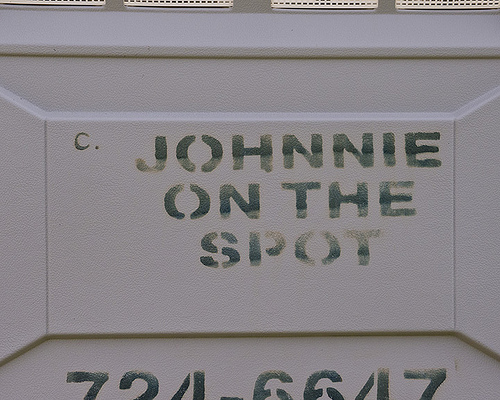 C. JOHNNIE
ON THE
SPOT
724-6647